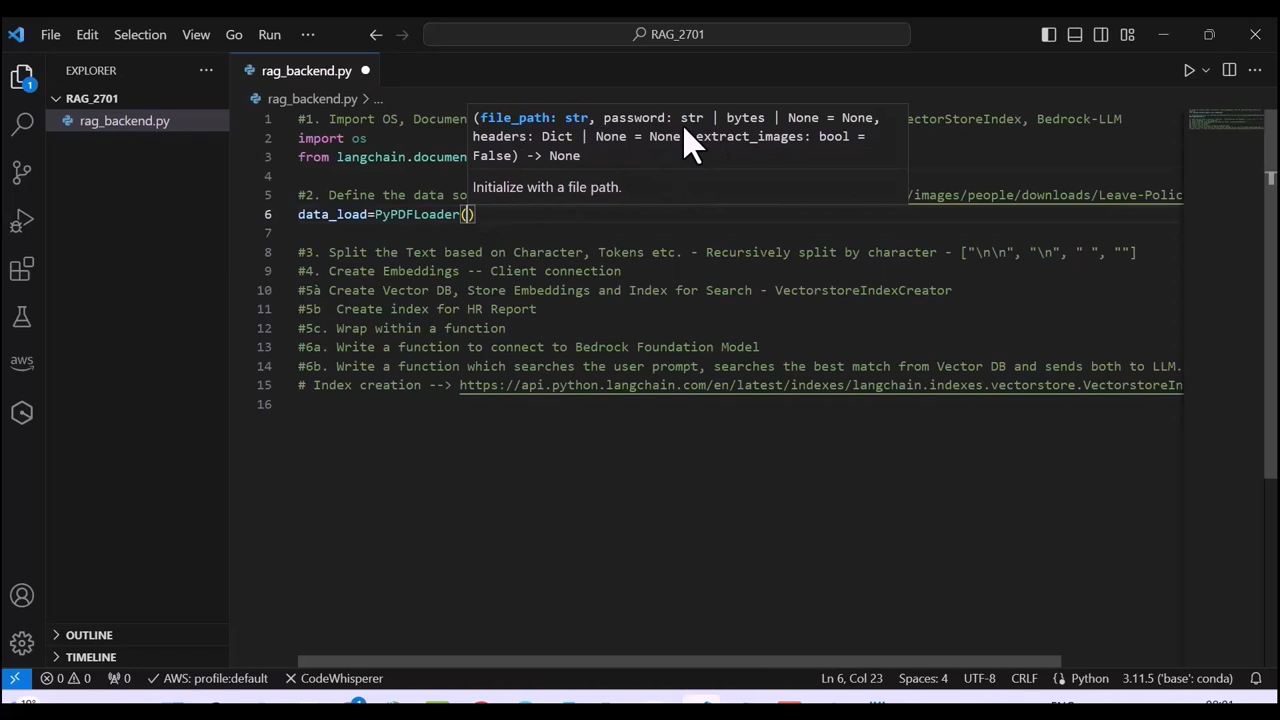 File Edit Selection View Go Run ··· RAG_2701
EXPLORER ···
RAG_2701
rag_backend.py
OUTLINE
TIMELINE
rag_backend.py
rag_backend.py > ...
1 #1. Import OS, Documen ectorStoreIndex, Bedrock-LLM
2 import os
3 from langchain.documen
4
5 #2. Define the data so /images/people/downloads/Leave-Polic
6 data_load=PyPDFLoader()
7
8 #3. Split the Text based on Character, Tokens etc. - Recursively split by character - ["\n\n", "\n", " ", ""]
9 #4. Create Embeddings -- Client connection
10 #5à Create Vector DB, Store Embeddings and Index for Search - VectorstoreIndexCreator
11 #5b  Create index for HR Report
12 #5c. Wrap within a function
13 #6a. Write a function to connect to Bedrock Foundation Model
14 #6b. Write a function which searches the user prompt, searches the best match from Vector DB and sends both to LLM.
15 # Index creation --> https://api.python.langchain.com/en/latest/indexes/langchain.indexes.vectorstore.VectorstoreIn
16
(file_path: str, password: str | bytes | None = None,
headers: Dict | None = None, extract_images: bool =
False) -> None
Initialize with a file path.
aws
1
0 0 0 AWS: profile:default CodeWhisperer Ln 6, Col 23 Spaces: 4 UTF-8 CRLF Python 3.11.5 ('base': conda)